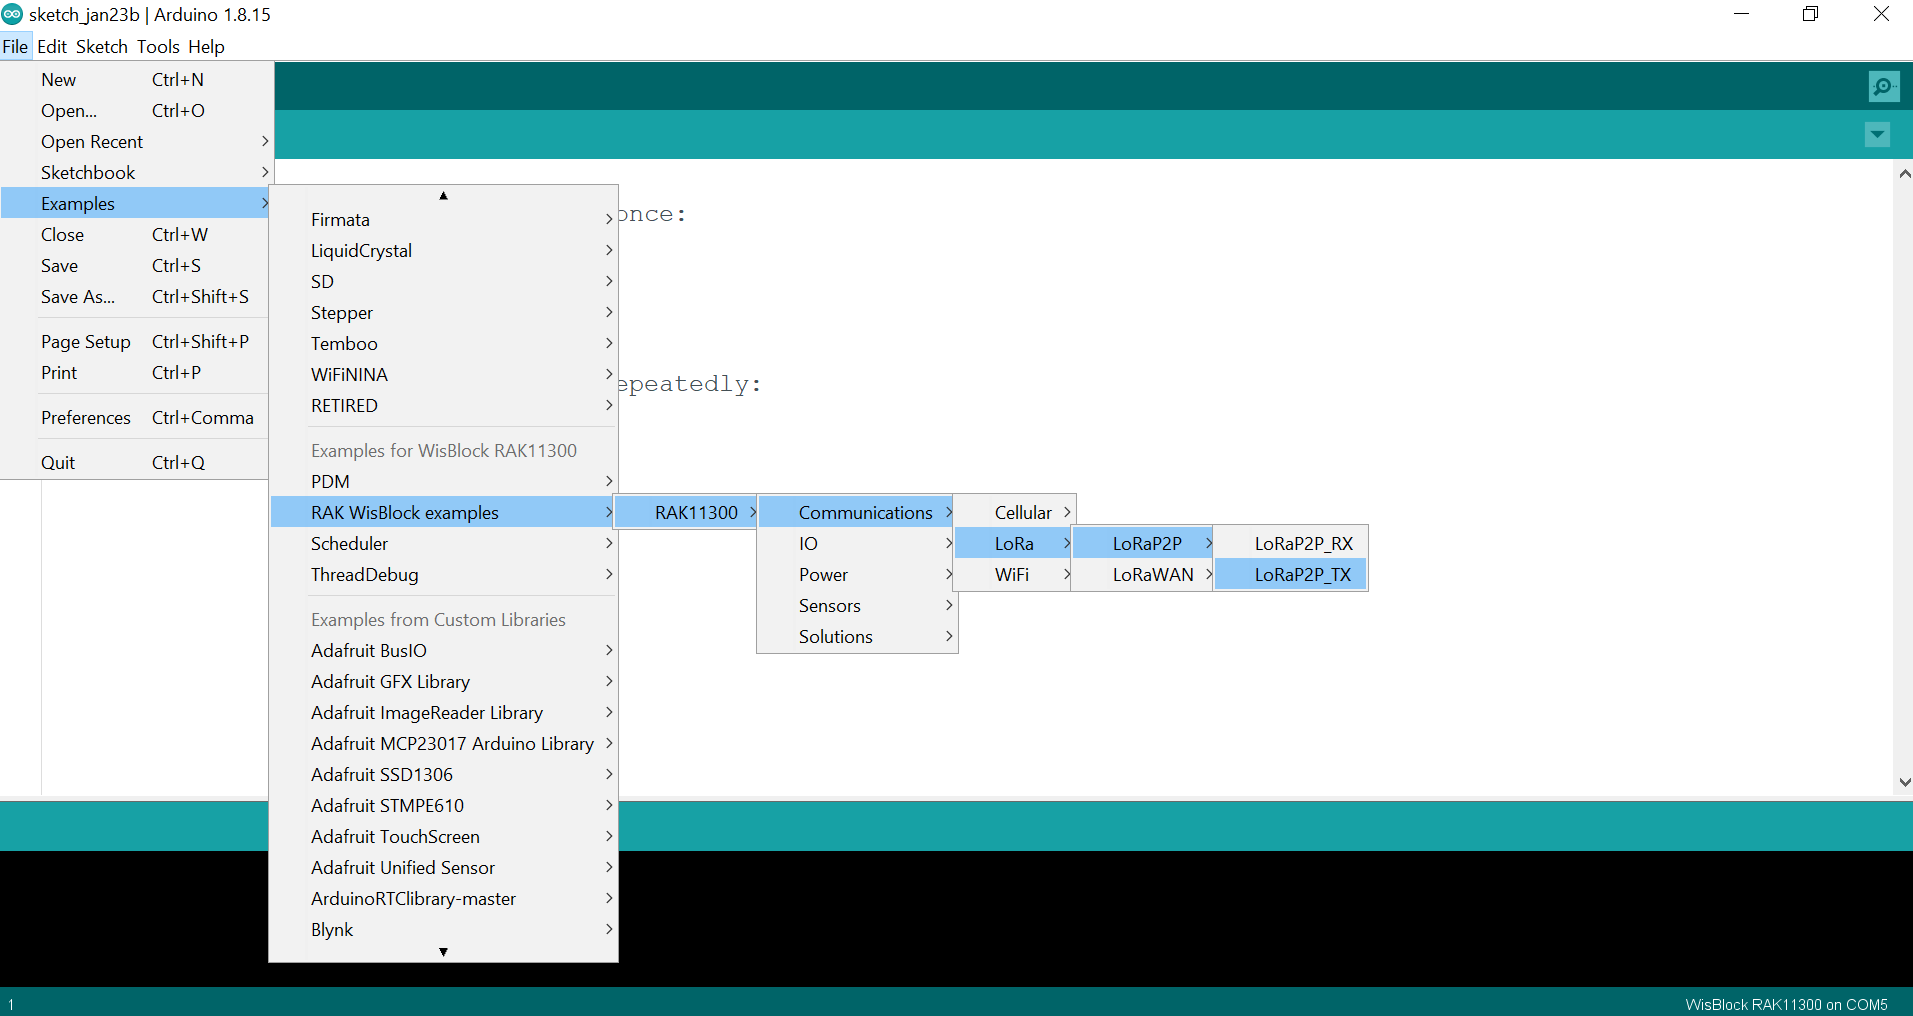 sketch_jan23b | Arduino 1.8.15
File Edit Sketch Tools Help
New Ctrl+N
Open... Ctrl+O
Open Recent
Sketchbook
Examples
Close Ctrl+W
Save Ctrl+S
Save As... Ctrl+Shift+S
Page Setup Ctrl+Shift+P
Print Ctrl+P
Preferences Ctrl+Comma
Quit Ctrl+Q
Firmata
LiquidCrystal
SD
Stepper
Temboo
WiFiNINA
RETIRED
Examples for WisBlock RAK11300
PDM
RAK WisBlock examples
Scheduler
ThreadDebug
Examples from Custom Libraries
Adafruit BusIO
Adafruit GFX Library
Adafruit ImageReader Library
Adafruit MCP23017 Arduino Library
Adafruit SSD1306
Adafruit STMPE610
Adafruit TouchScreen
Adafruit Unified Sensor
ArduinoRTClibrary-master
Blynk
RAK11300
Communications
IO
Power
Sensors
Solutions
Cellular
LoRa
WiFi
LoRaP2P
LoRaWAN
LoRaP2P_RX
LoRaP2P_TX
once:
epeatedly:
1
WisBlock RAK11300 on COM5